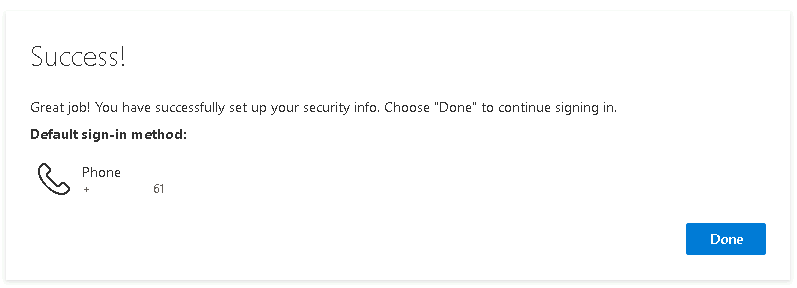 Success!
Great job! You have successfully set up your security info. Choose "Done" to continue signing in.
Default sign-in method:
Phone
+ 61
Done